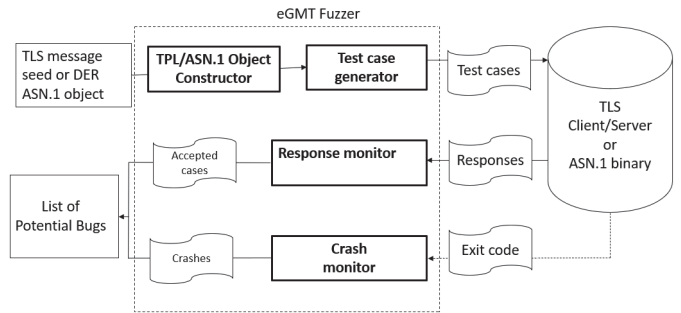 eGMT Fuzzer
TLS message
seed or DER
ASN.1 object
TPL/ASN.1 Object
Constructor
Test case
generator
Test cases
TLS
Client/Server
or
ASN.1 binary
Accepted
cases
Response monitor
Responses
List of
Potential Bugs
Crashes
Crash
monitor
Exit code